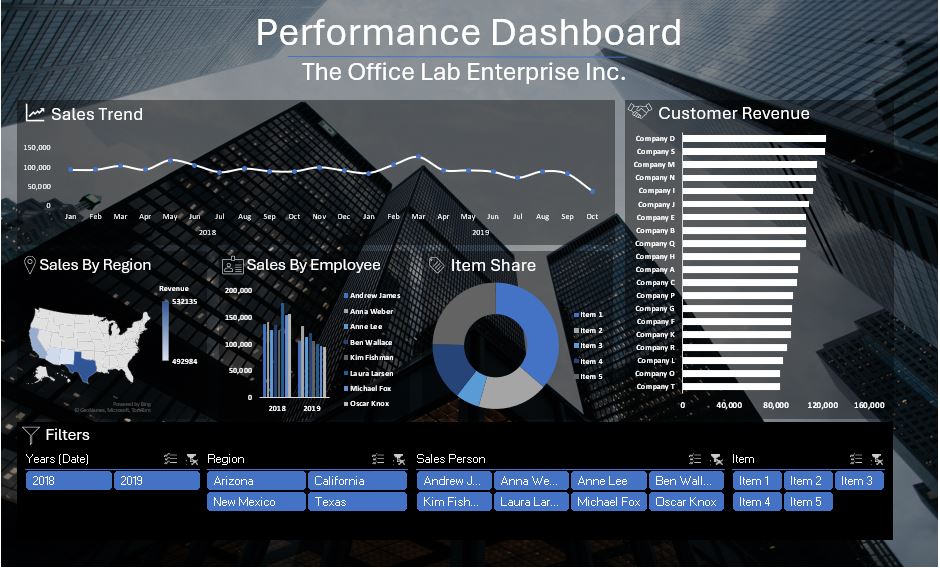 Performance Dashboard
The Office Lab Enterprise Inc.
Sales Trend
150,000
100,000
50,000
0
Jan Feb Mar Apr May Jun Jul Aug Sep Oct Nov Dec Jan Feb Mar Apr May Jun Jul Aug Sep Oct
2018 2019
Customer Revenue
Company D
Company S
Company M
Company N
Company I
Company J
Company E
Company B
Company Q
Company H
Company A
Company C
Company P
Company G
Company F
Company K
Company R
Company L
Company O
Company T
0 40,000 80,000 120,000 160,000
Sales By Region
Revenue
532135
492984
Powered by Bing
© GeoNames, Microsoft, TomTom
Sales By Employee
200,000
150,000
100,000
50,000
0
2018 2019
Andrew James
Anna Weber
Anne Lee
Ben Wallace
Kim Fishman
Laura Larsen
Michael Fox
Oscar Knox
Item Share
Item 1
Item 2
Item 3
Item 4
Item 5
Filters
Years (Date)
2018 2019
Region
Arizona California
New Mexico Texas
Sales Person
Andrew J... Anna We... Anne Lee Ben Wall...
Kim Fish... Laura Lar... Michael Fox Oscar Knox
Item
Item 1 Item 2 Item 3
Item 4 Item 5